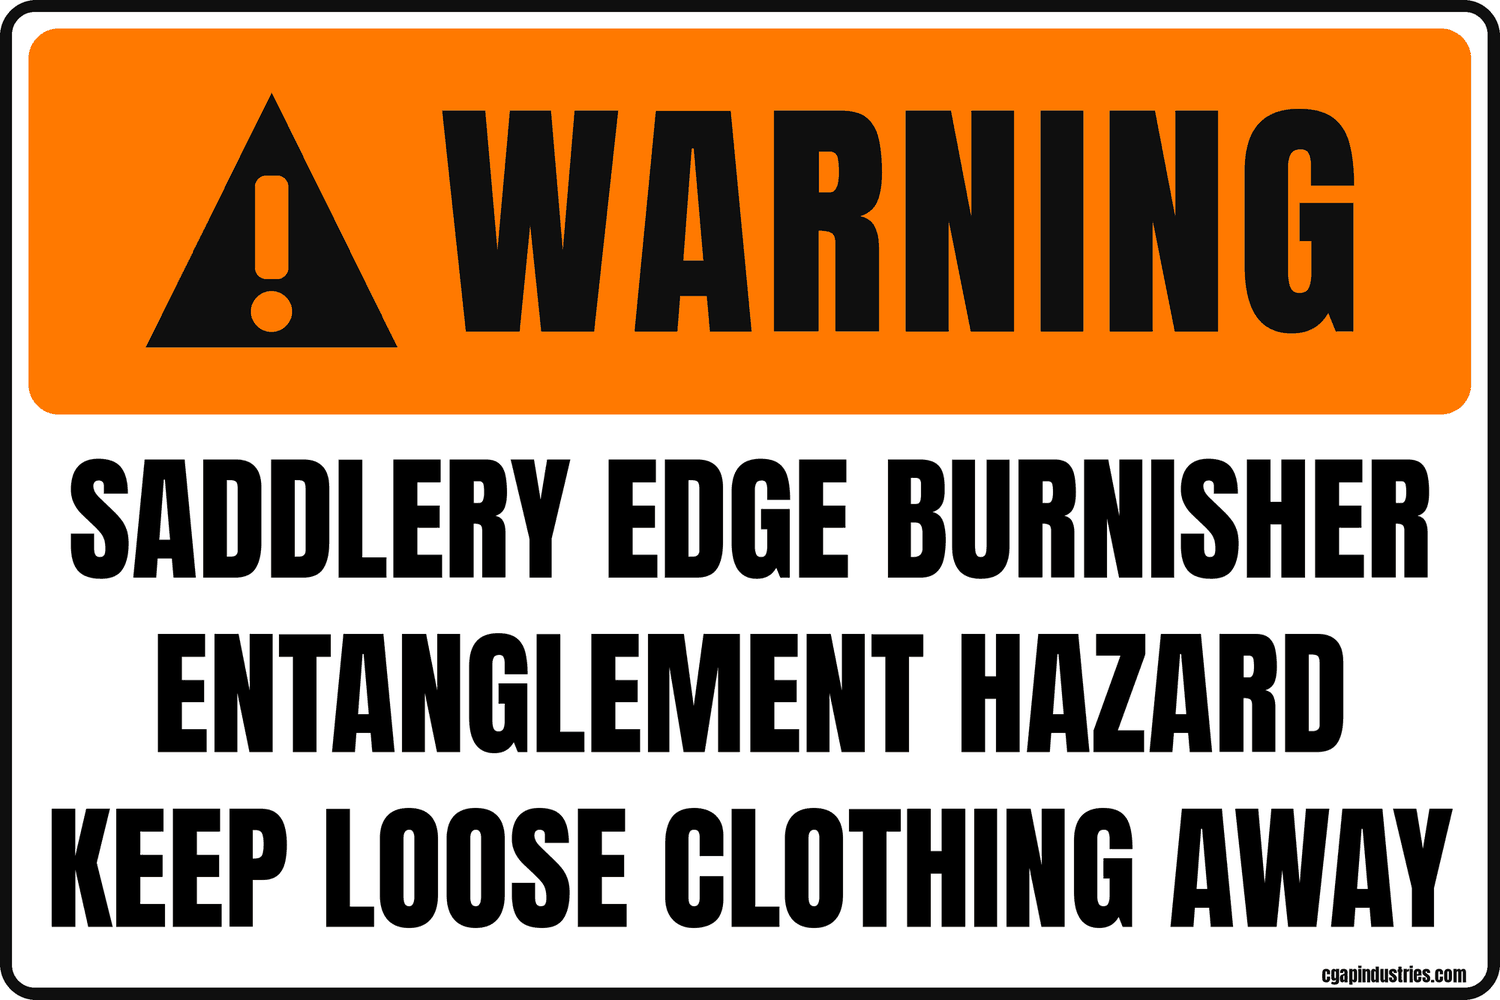 WARNING
SADDLERY EDGE BURNISHER
ENTANGLEMENT HAZARD
KEEP LOOSE CLOTHING AWAY
cgapindustries.com